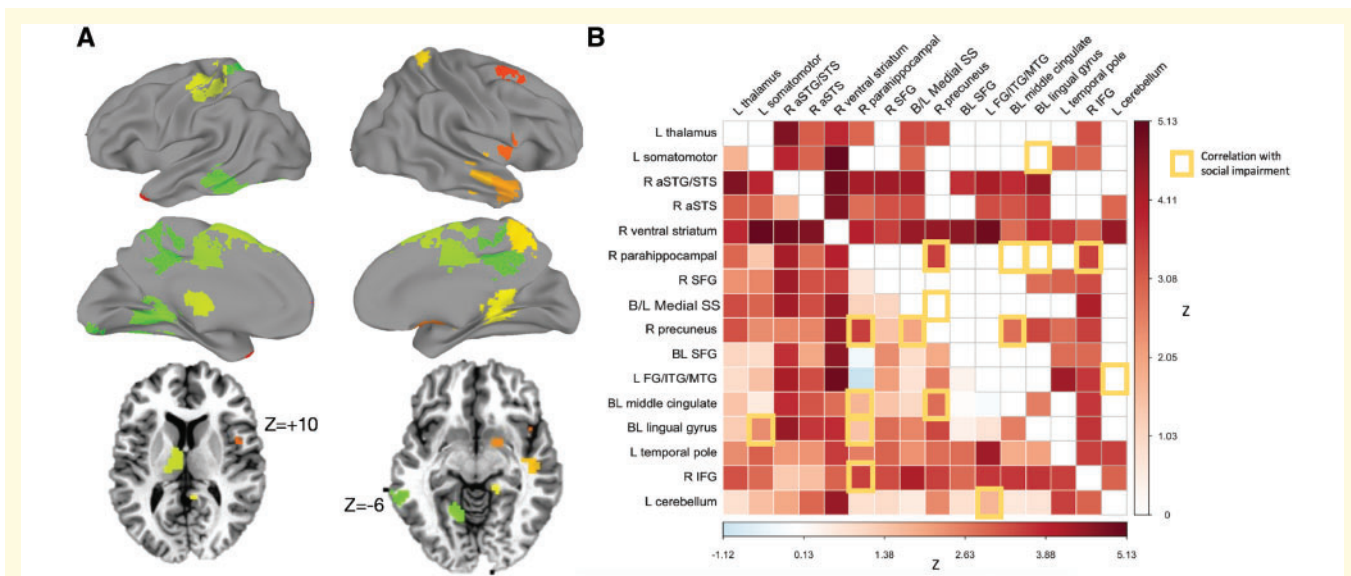 A
Z=+10
Z=-6
B
L thalamus
L somatomotor
R aSTG/STS
R aSTS
R ventral striatum
R parahippocampal
R SFG
B/L Medial SS
R precuneus
BL SFG
L FG/ITG/MTG
BL middle cingulate
BL lingual gyrus
L temporal pole
R IFG
L cerebellum
L thalamus
L somatomotor
R aSTG/STS
R aSTS
R ventral striatum
R parahippocampal
R SFG
B/L Medial SS
R precuneus
BL SFG
L FG/ITG/MTG
BL middle cingulate
BL lingual gyrus
L temporal pole
R IFG
L cerebellum
5.13
4.11
3.08
2.05
1.03
0
Z
Correlation with
social impairment
-1.12 0.13 1.38 2.63 3.88 5.13
Z